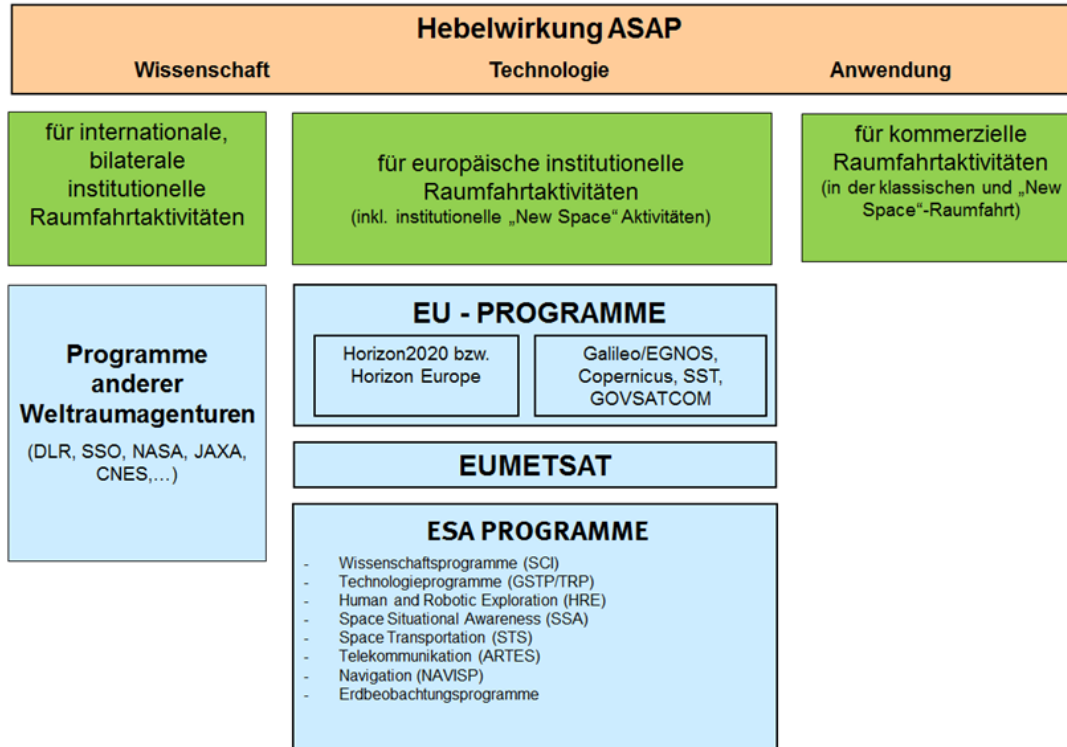 Hebelwirkung ASAP
Wissenschaft Technologie Anwendung
für internationale,
bilaterale
institutionelle
Raumfahrtaktivitäten
für europäische institutionelle
Raumfahrtaktivitäten
(inkl. institutionelle „New Space“ Aktivitäten)
für kommerzielle
Raumfahrtaktivitäten
(in der klassischen und „New
Space“-Raumfahrt)
Programme
anderer
Weltraumagenturen
(DLR, SSO, NASA, JAXA,
CNES,…)
EU - PROGRAMME
Horizon2020 bzw.
Horizon Europe
Galileo/EGNOS,
Copernicus, SST,
GOVSATCOM
EUMETSAT
ESA PROGRAMME
- Wissenschaftsprogramme (SCI)
- Technologieprogramme (GSTP/TRP)
- Human and Robotic Exploration (HRE)
- Space Situational Awareness (SSA)
- Space Transportation (STS)
- Telekommunikation (ARTES)
- Navigation (NAVISP)
- Erdbeobachtungsprogramme